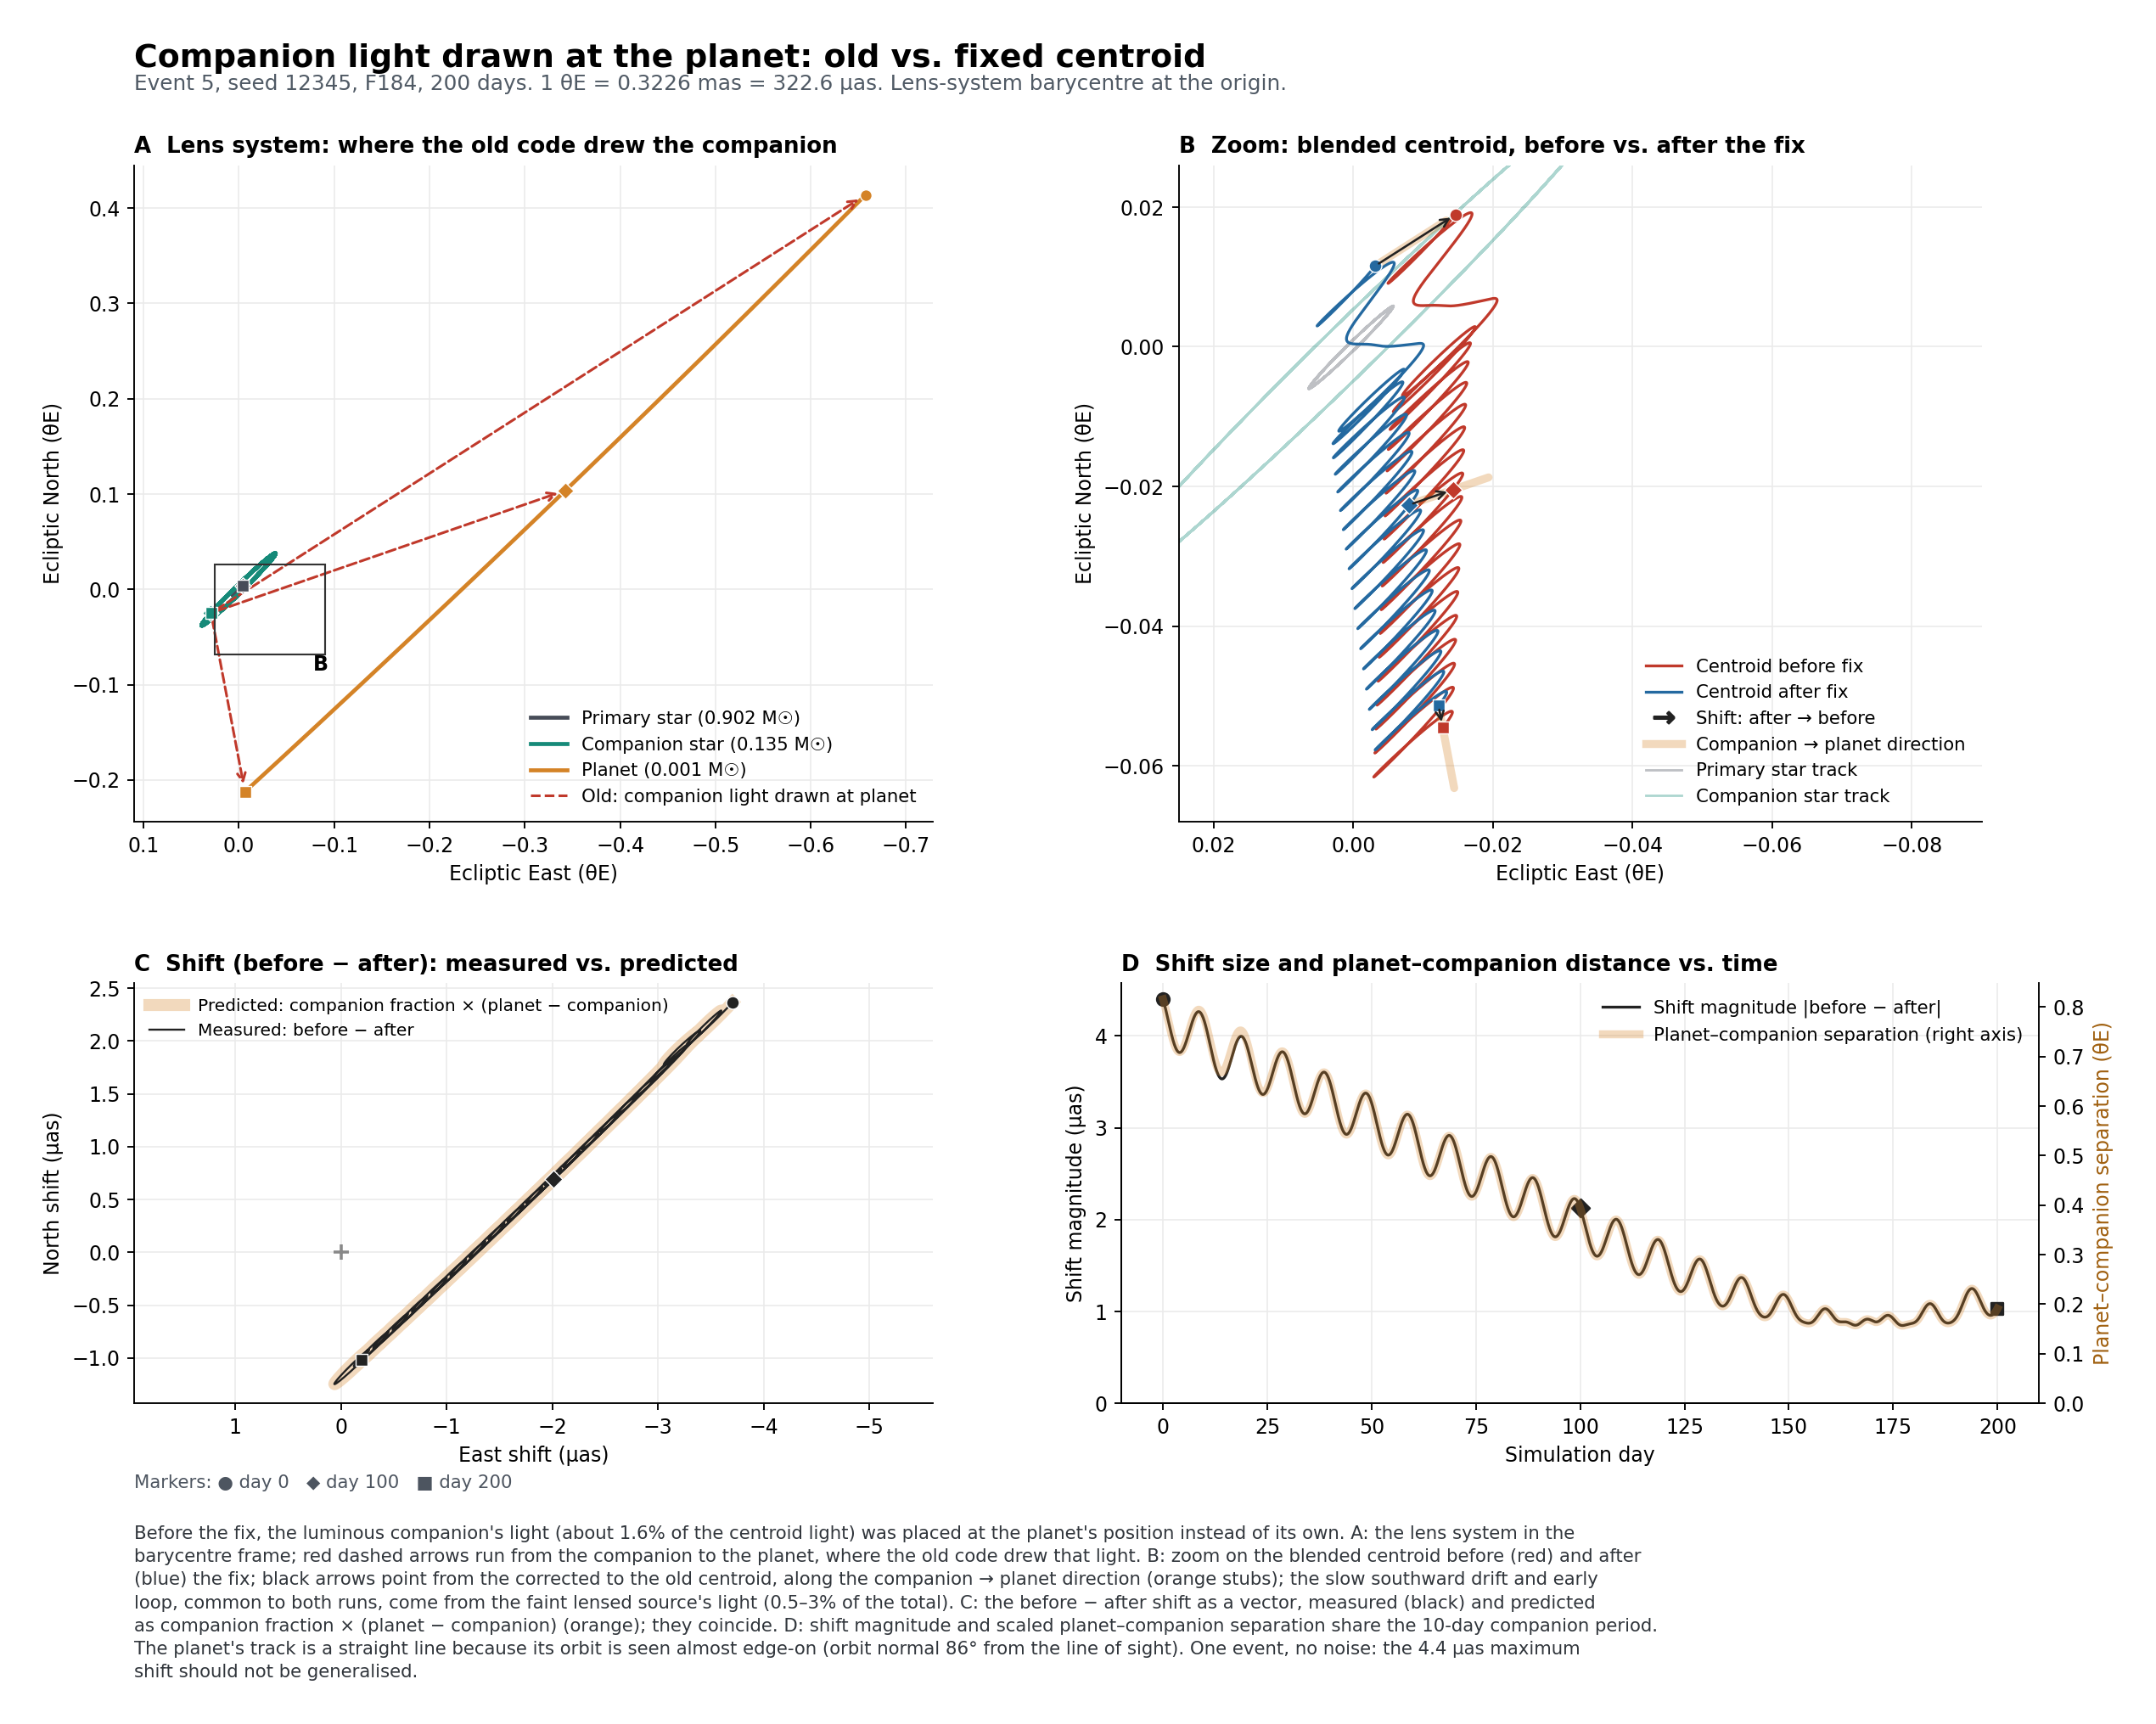 Companion light drawn at the planet: old vs. fixed centroid
Event 5, seed 12345, F184, 200 days. 1 θE = 0.3226 mas = 322.6 µas. Lens-system barycentre at the origin.
A Lens system: where the old code drew the companion
0.4
0.3
0.2
0.1
0.0
−0.1
−0.2
Ecliptic North (θE)
B
Primary star (0.902 M☉)
Companion star (0.135 M☉)
Planet (0.001 M☉)
Old: companion light drawn at planet
0.1 0.0 −0.1 −0.2 −0.3 −0.4 −0.5 −0.6 −0.7
Ecliptic East (θE)
B Zoom: blended centroid, before vs. after the fix
0.02
0.00
−0.02
−0.04
−0.06
Ecliptic North (θE)
Centroid before fix
Centroid after fix
Shift: after → before
Companion → planet direction
Primary star track
Companion star track
0.02 0.00 −0.02 −0.04 −0.06 −0.08
Ecliptic East (θE)
C Shift (before − after): measured vs. predicted
2.5
2.0
1.5
1.0
0.5
0.0
−0.5
−1.0
North shift (µas)
Predicted: companion fraction × (planet − companion)
Measured: before − after
1 0 −1 −2 −3 −4 −5
East shift (µas)
Markers: ● day 0 ◆ day 100 ■ day 200
D Shift size and planet–companion distance vs. time
4
3
2
1
0
Shift magnitude (µas)
Shift magnitude |before − after|
Planet–companion separation (right axis)
0.8
0.7
0.6
0.5
0.4
0.3
0.2
0.1
0.0
Planet–companion separation (θE)
0 25 50 75 100 125 150 175 200
Simulation day
Before the fix, the luminous companion's light (about 1.6% of the centroid light) was placed at the planet's position instead of its own. A: the lens system in the
barycentre frame; red dashed arrows run from the companion to the planet, where the old code drew that light. B: zoom on the blended centroid before (red) and after
(blue) the fix; black arrows point from the corrected to the old centroid, along the companion → planet direction (orange stubs); the slow southward drift and early
loop, common to both runs, come from the faint lensed source's light (0.5–3% of the total). C: the before − after shift as a vector, measured (black) and predicted
as companion fraction × (planet − companion) (orange); they coincide. D: shift magnitude and scaled planet–companion separation share the 10-day companion period.
The planet's track is a straight line because its orbit is seen almost edge-on (orbit normal 86° from the line of sight). One event, no noise: the 4.4 µas maximum
shift should not be generalised.